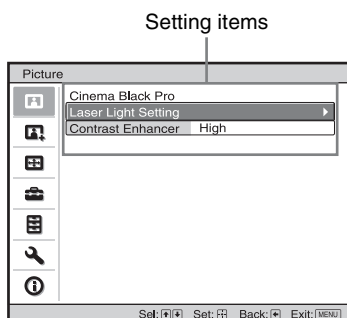 Setting items
Picture
Cinema Black Pro
Laser Light Setting
Contrast Enhancer High
Sel: Set: Back: Exit: MENU